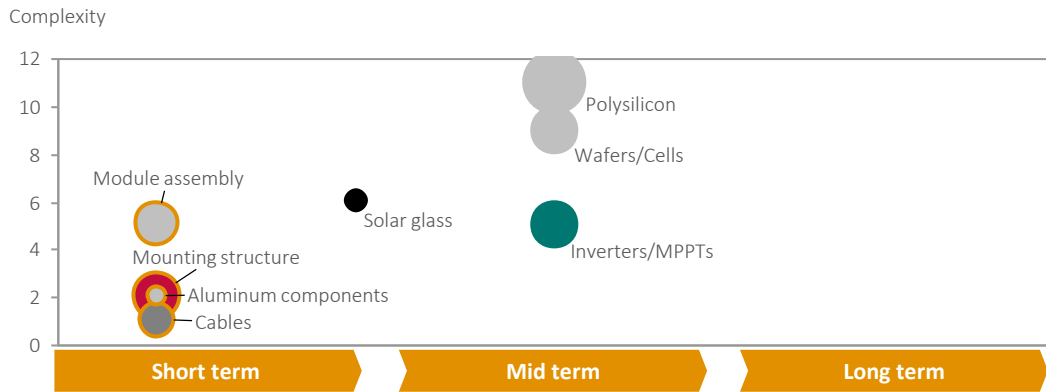 Complexity
12
10
8
6
4
2
0
Polysilicon
Wafers/Cells
Module assembly
Solar glass
Inverters/MPPTs
Mounting structure
Aluminum components
Cables
Short term
Mid term
Long term